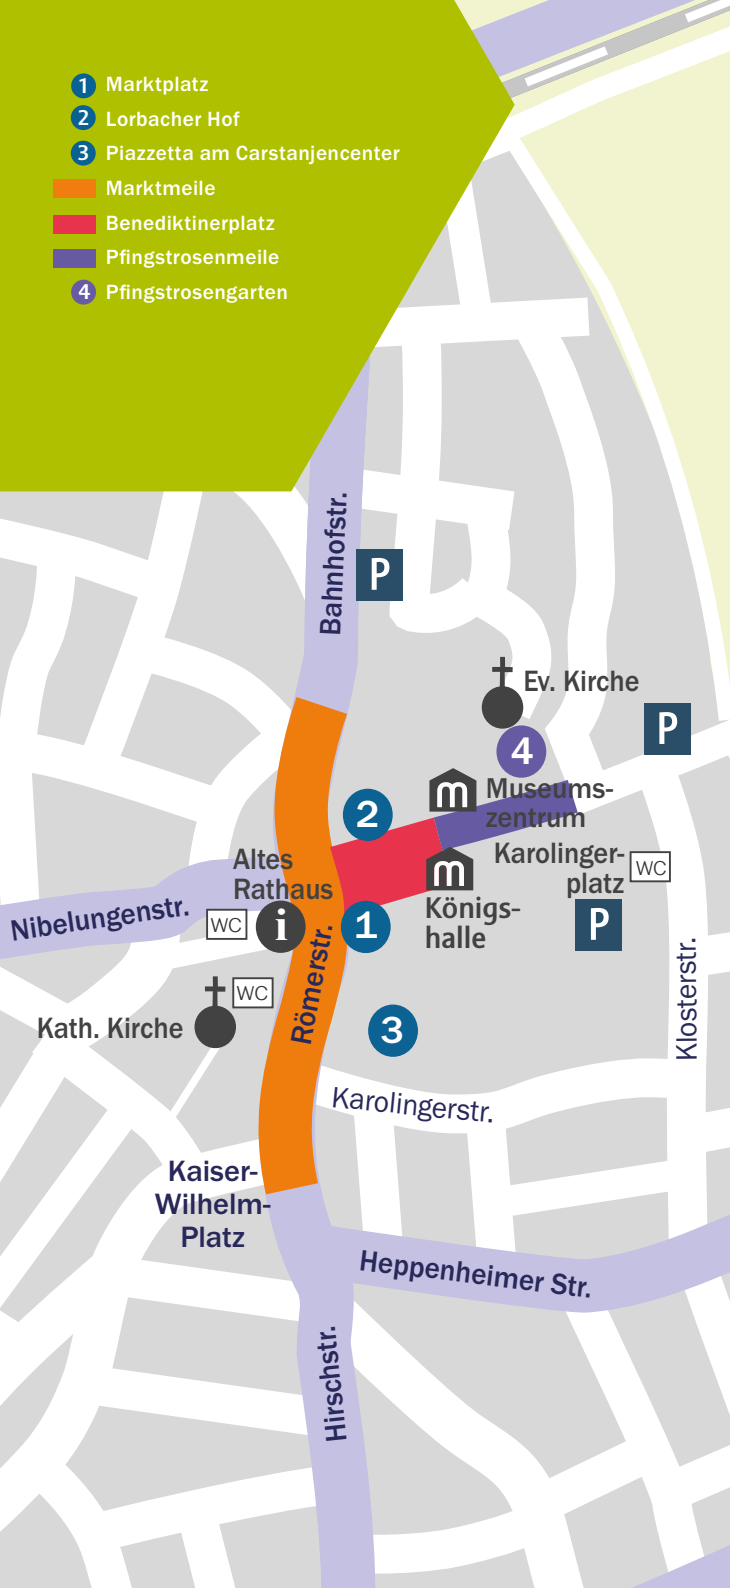 1 Marktplatz
2 Lorbacher Hof
3 Piazzetta am Carstanjencenter
Marktmeile
Benediktinerplatz
Pfingstrosenmeile
4 Pfingstrosengarten
Bahnhofstr.
P
Ev. Kirche
P
4
Museums-
zentrum
2
Altes
Rathaus
Karolinger-
platz
WC
Königs-
halle
P
Nibelungenstr.
WC
i
1
Römerstr.
WC
Kath. Kirche
3
Klosterstr.
Karolingerstr.
Kaiser-
Wilhelm-
Platz
Heppenheimer Str.
Hirschstr.